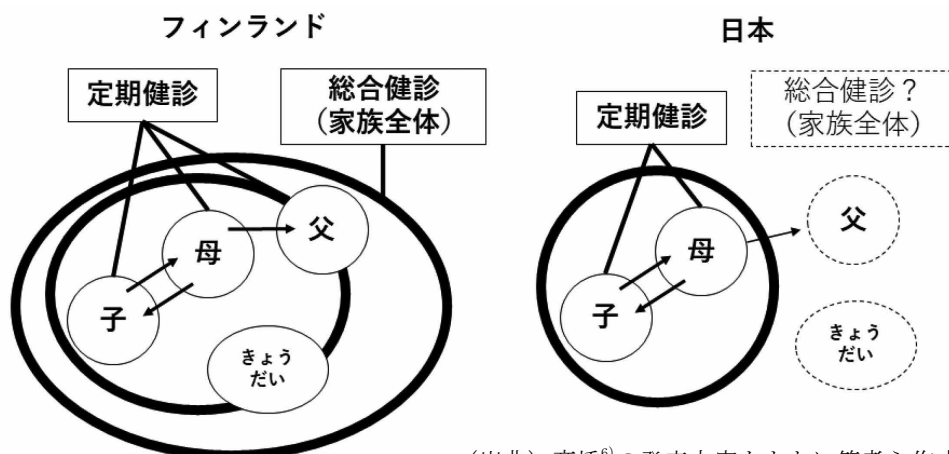 フィンランド
定期健診
総合健診
（家族全体）
父
母
子
きょう
だい
日本
定期健診
総合健診？
（家族全体）
父
母
子
きょう
だい